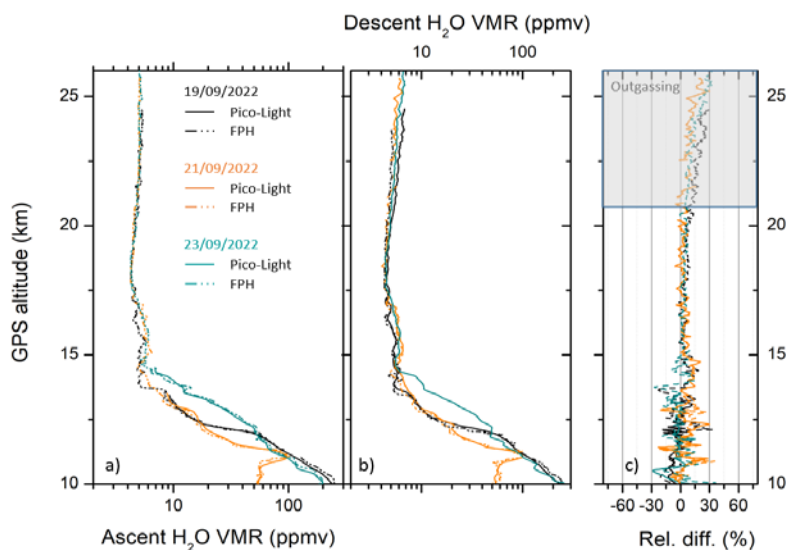 Descent H₂O VMR (ppmv)
10 100
25
20
15
10
GPS altitude (km)
19/09/2022
Pico-Light
FPH
21/09/2022
Pico-Light
FPH
23/09/2022
Pico-Light
FPH
Outgassing
25
20
15
10
a)
b)
c)
10 100
-60 -30 0 30 60
Ascent H₂O VMR (ppmv)
Rel. diff. (%)